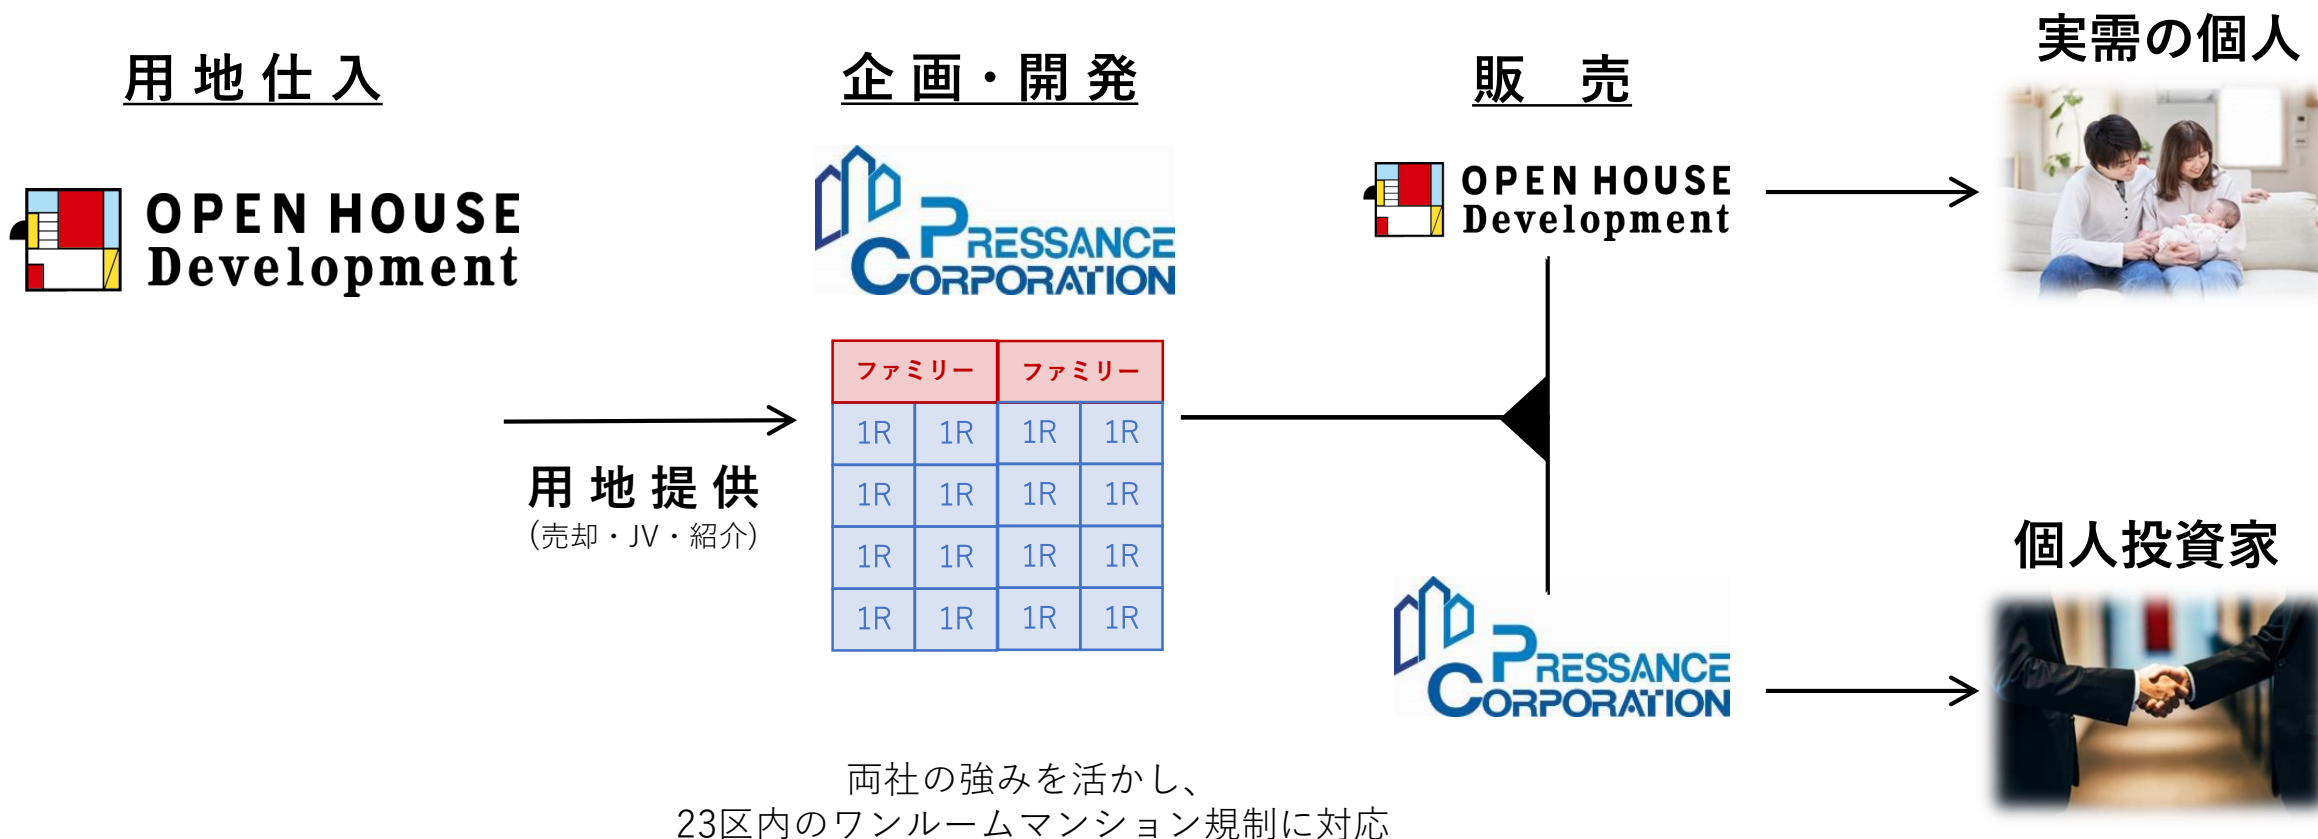 用地仕入
OPEN HOUSE
Development
用地提供
(売却・JV・紹介)
企画・開発
PRESSANCE
CORPORATION
ファミリー ファミリー
1R 1R 1R 1R
1R 1R 1R 1R
1R 1R 1R 1R
1R 1R 1R 1R
両社の強みを活かし、
23区内のワンルームマンション規制に対応
販　売
OPEN HOUSE
Development
PRESSANCE
CORPORATION
実需の個人
個人投資家